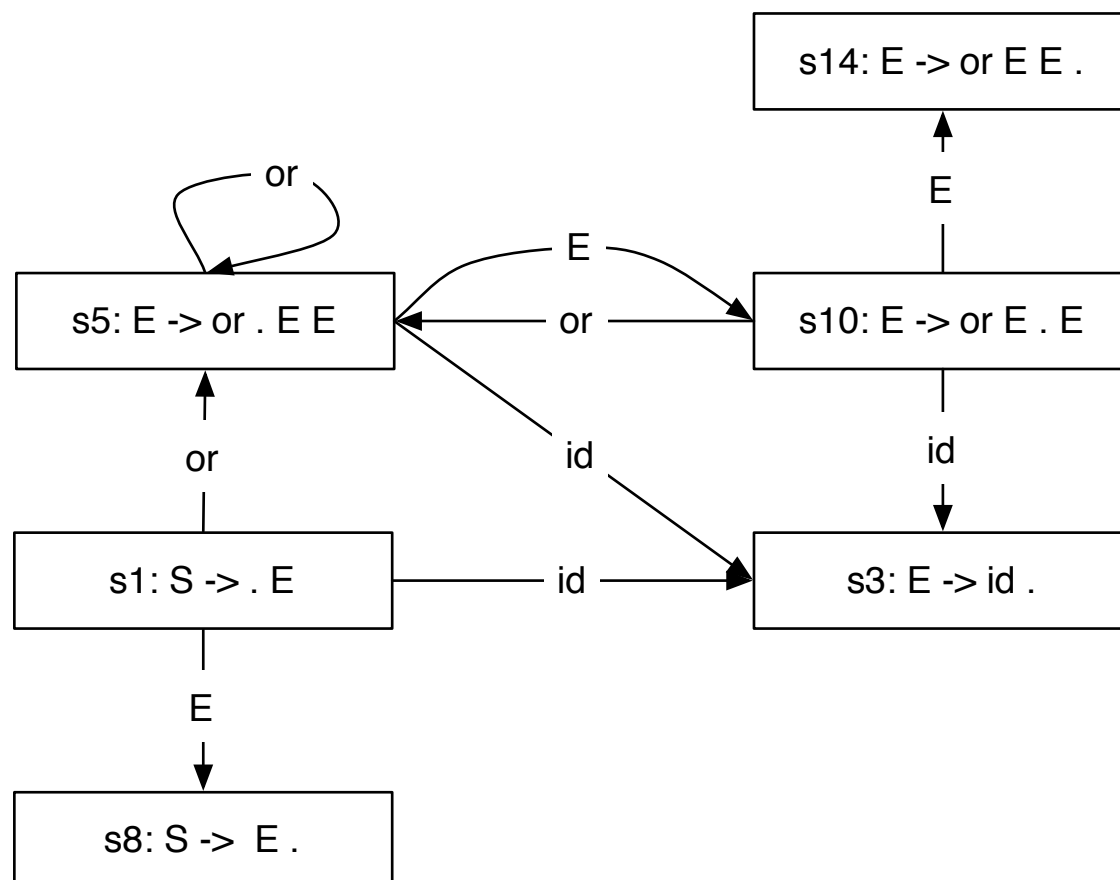 s14: E -> or E E .
or
E
E
s5: E -> or . E E
or
s10: E -> or E . E
or
id
id
s1: S -> . E
id
s3: E -> id .
E
s8: S -> E .